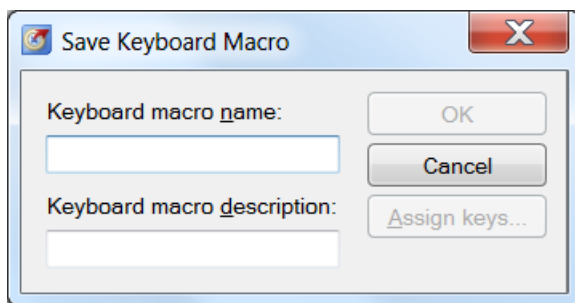 Save Keyboard Macro
Keyboard macro name:
OK
Cancel
Keyboard macro description:
Assign keys...